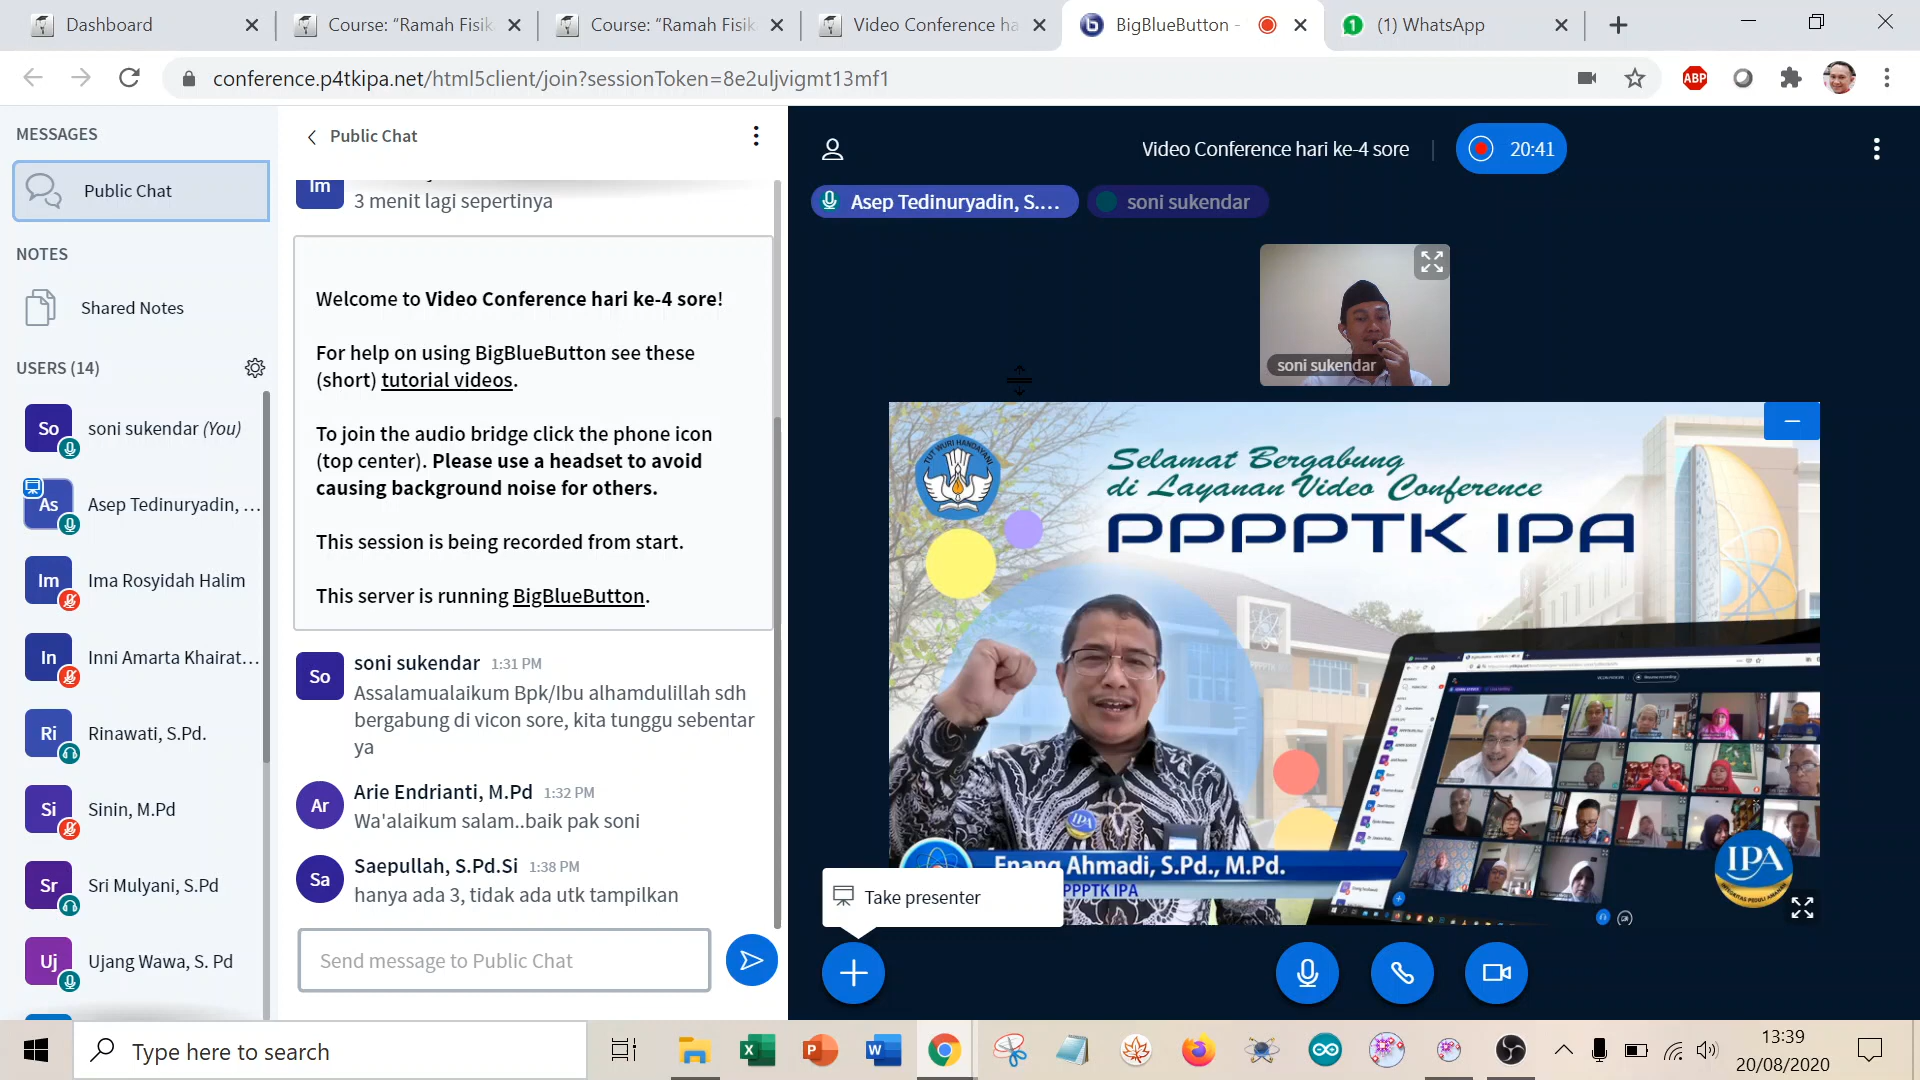 Dashboard
Course: “Ramah Fisik
Course: “Ramah Fisik
Video Conference ha
BigBlueButton -
(1) WhatsApp
conference.p4tkipa.net/html5client/join?sessionToken=8e2uljvigmt13mf1
ABP
MESSAGES
Public Chat
NOTES
Shared Notes
USERS (14)
So
soni sukendar (You)
As
Asep Tedinuryadin, ...
Im
Ima Rosyidah Halim
In
Inni Amarta Khairat...
Ri
Rinawati, S.Pd.
Si
Sinin, M.Pd
Sr
Sri Mulyani, S.Pd
Uj
Ujang Wawa, S. Pd
Public Chat
Im
3 menit lagi sepertinya
Welcome to Video Conference hari ke-4 sore!
For help on using BigBlueButton see these
(short) tutorial videos.
To join the audio bridge click the phone icon
(top center). Please use a headset to avoid
causing background noise for others.
This session is being recorded from start.
This server is running BigBlueButton.
So
soni sukendar 1:31 PM
Assalamualaikum Bpk/Ibu alhamdulillah sdh
bergabung di vicon sore, kita tunggu sebentar
ya
Ar
Arie Endrianti, M.Pd 1:32 PM
Wa'alaikum salam..baik pak soni
Sa
Saepullah, S.Pd.Si 1:38 PM
hanya ada 3, tidak ada utk tampilkan
Send message to Public Chat
Video Conference hari ke-4 sore
20:41
Asep Tedinuryadin, S....
soni sukendar
soni sukendar
TUT WURI HANDAYANI
Selamat Bergabung
di Layanan Video Conference
PPPPTK IPA
IPA
Enang Ahmadi, S.Pd., M.Pd.
PPPTK IPA
IPA
Take presenter
Type here to search
13:39
20/08/2020